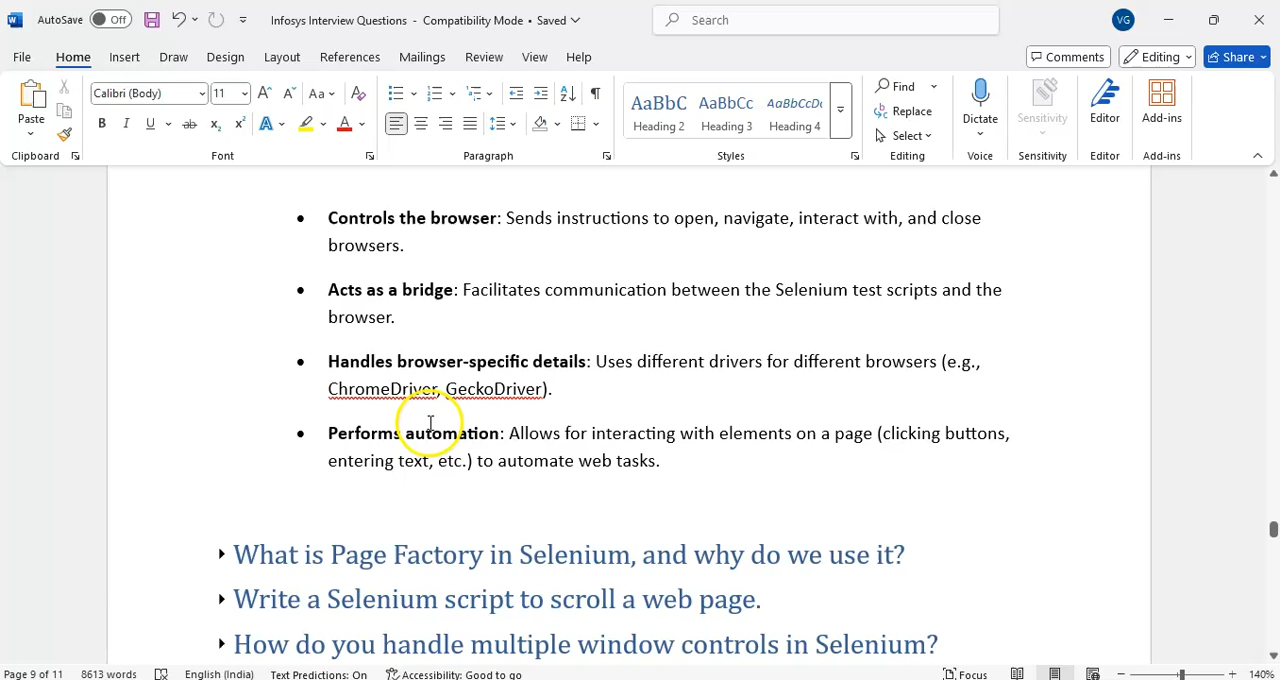 AutoSave Off Infosys Interview Questions - Compatibility Mode • Saved Search VG
File Home Insert Draw Design Layout References Mailings Review View Help Comments Editing Share
Paste Calibri (Body) 11 Aa AaBbC AaBbCc AaBbCcDc Find Replace Select Dictate Sensitivity Editor Add-ins
Heading 2 Heading 3 Heading 4
Clipboard Font Paragraph Styles Editing Voice Sensitivity Editor Add-ins
• Controls the browser: Sends instructions to open, navigate, interact with, and close
browsers.
• Acts as a bridge: Facilitates communication between the Selenium test scripts and the
browser.
• Handles browser-specific details: Uses different drivers for different browsers (e.g.,
ChromeDriver, GeckoDriver).
• Performs automation: Allows for interacting with elements on a page (clicking buttons,
entering text, etc.) to automate web tasks.
What is Page Factory in Selenium, and why do we use it?
Write a Selenium script to scroll a web page.
How do you handle multiple window controls in Selenium?
Page 9 of 11 8613 words English (India) Text Predictions: On Accessibility: Good to go Focus 140%